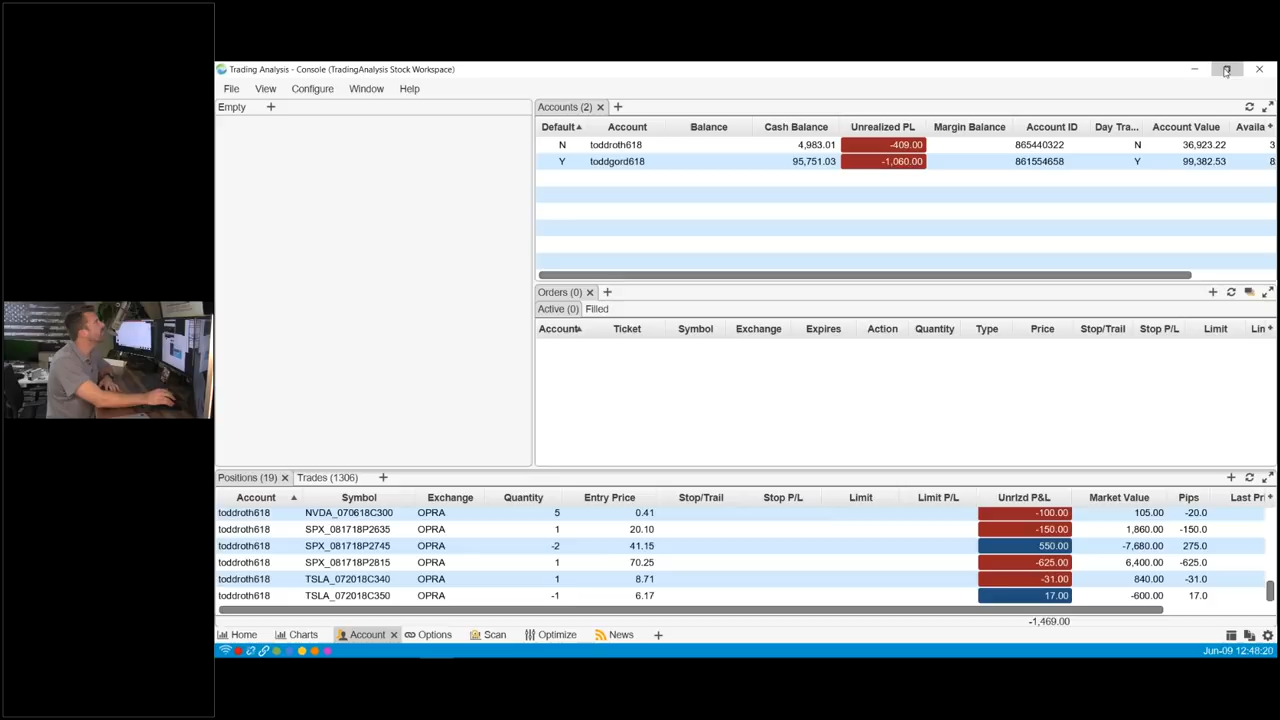 Trading Analysis - Console (TradingAnalysis Stock Workspace)
File View Configure Window Help
Empty
Accounts (2)
Default Account Balance Cash Balance Unrealized PL Margin Balance Account ID Day Tra... Account Value Availa
N toddroth618 4,983.01 -409.00 865440322 N 36,923.22 3
Y toddgord618 95,751.03 -1,060.00 861554658 Y 99,382.53 8
Orders (0)
Active (0) Filled
Account Ticket Symbol Exchange Expires Action Quantity Type Price Stop/Trail Stop P/L Limit Lin
Positions (19) Trades (1306)
Account Symbol Exchange Quantity Entry Price Stop/Trail Stop P/L Limit Limit P/L Unrlzd P&L Market Value Pips Last Pri
toddroth618 NVDA_070618C300 OPRA 5 0.41 -100.00 105.00 -20.0
toddroth618 SPX_081718P2635 OPRA 1 20.10 -150.00 1,860.00 -150.0
toddroth618 SPX_081718P2745 OPRA -2 41.15 550.00 -7,680.00 275.0
toddroth618 SPX_081718P2815 OPRA 1 70.25 -625.00 6,400.00 -625.0
toddroth618 TSLA_072018C340 OPRA 1 8.71 -31.00 840.00 -31.0
toddroth618 TSLA_072018C350 OPRA -1 6.17 17.00 -600.00 17.0
-1,469.00
Home Charts Account Options Scan Optimize News
Jun-09 12:48:20